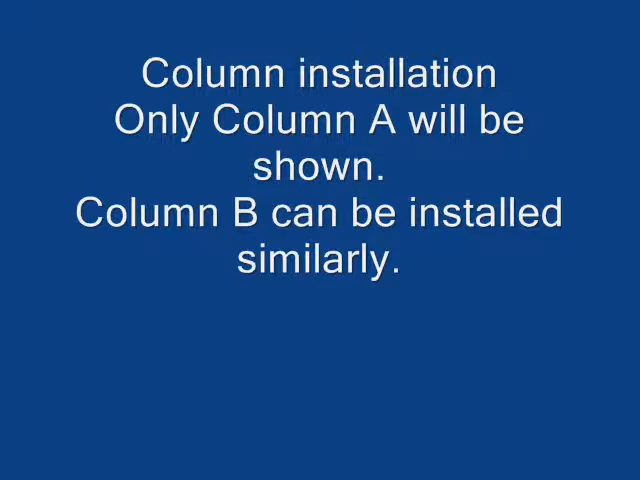 Column installation
Only Column A will be
shown.
Column B can be installed
similarly.